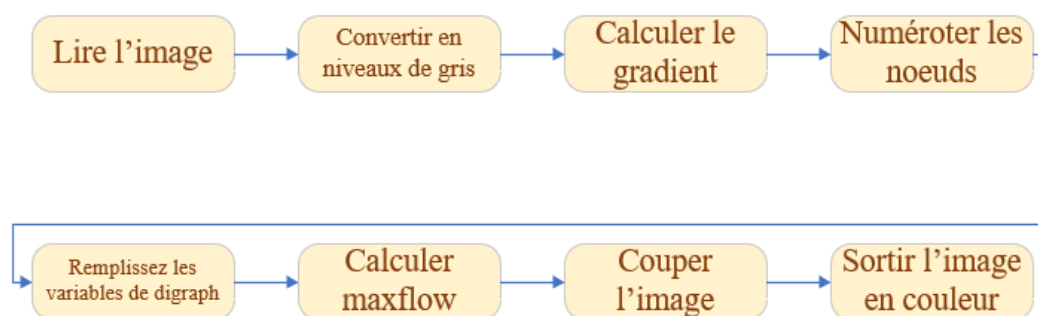 Lire l'image
Convertir en
niveaux de gris
Calculer le
gradient
Numéroter les
noeuds
Remplissez les
variables de digraph
Calculer
maxflow
Couper
l'image
Sortir l'image
en couleur